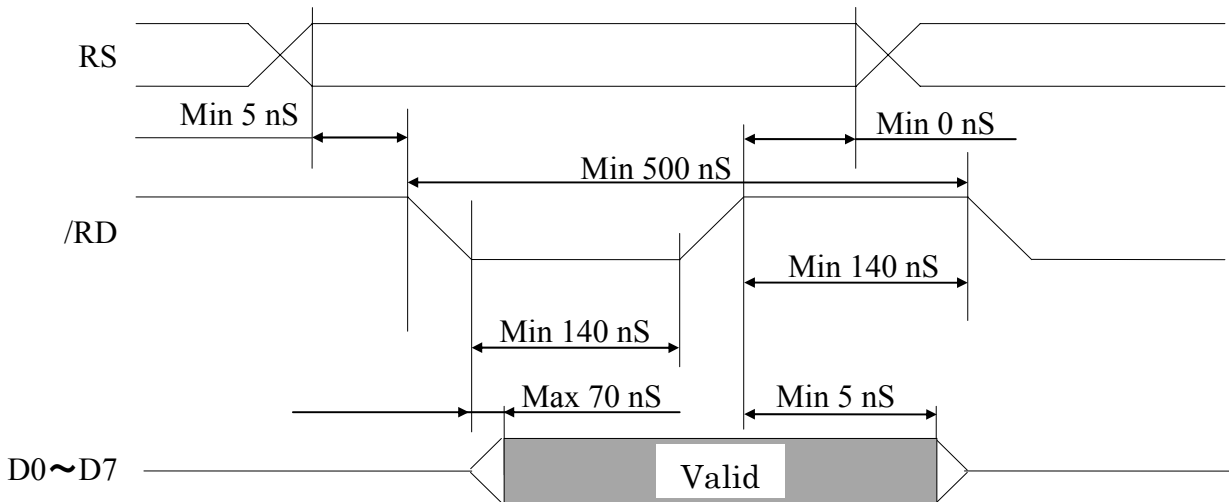 RS
Min 5 nS
Min 0 nS
Min 500 nS
/RD
Min 140 nS
Min 140 nS
Max 70 nS
Min 5 nS
D0～D7
Valid